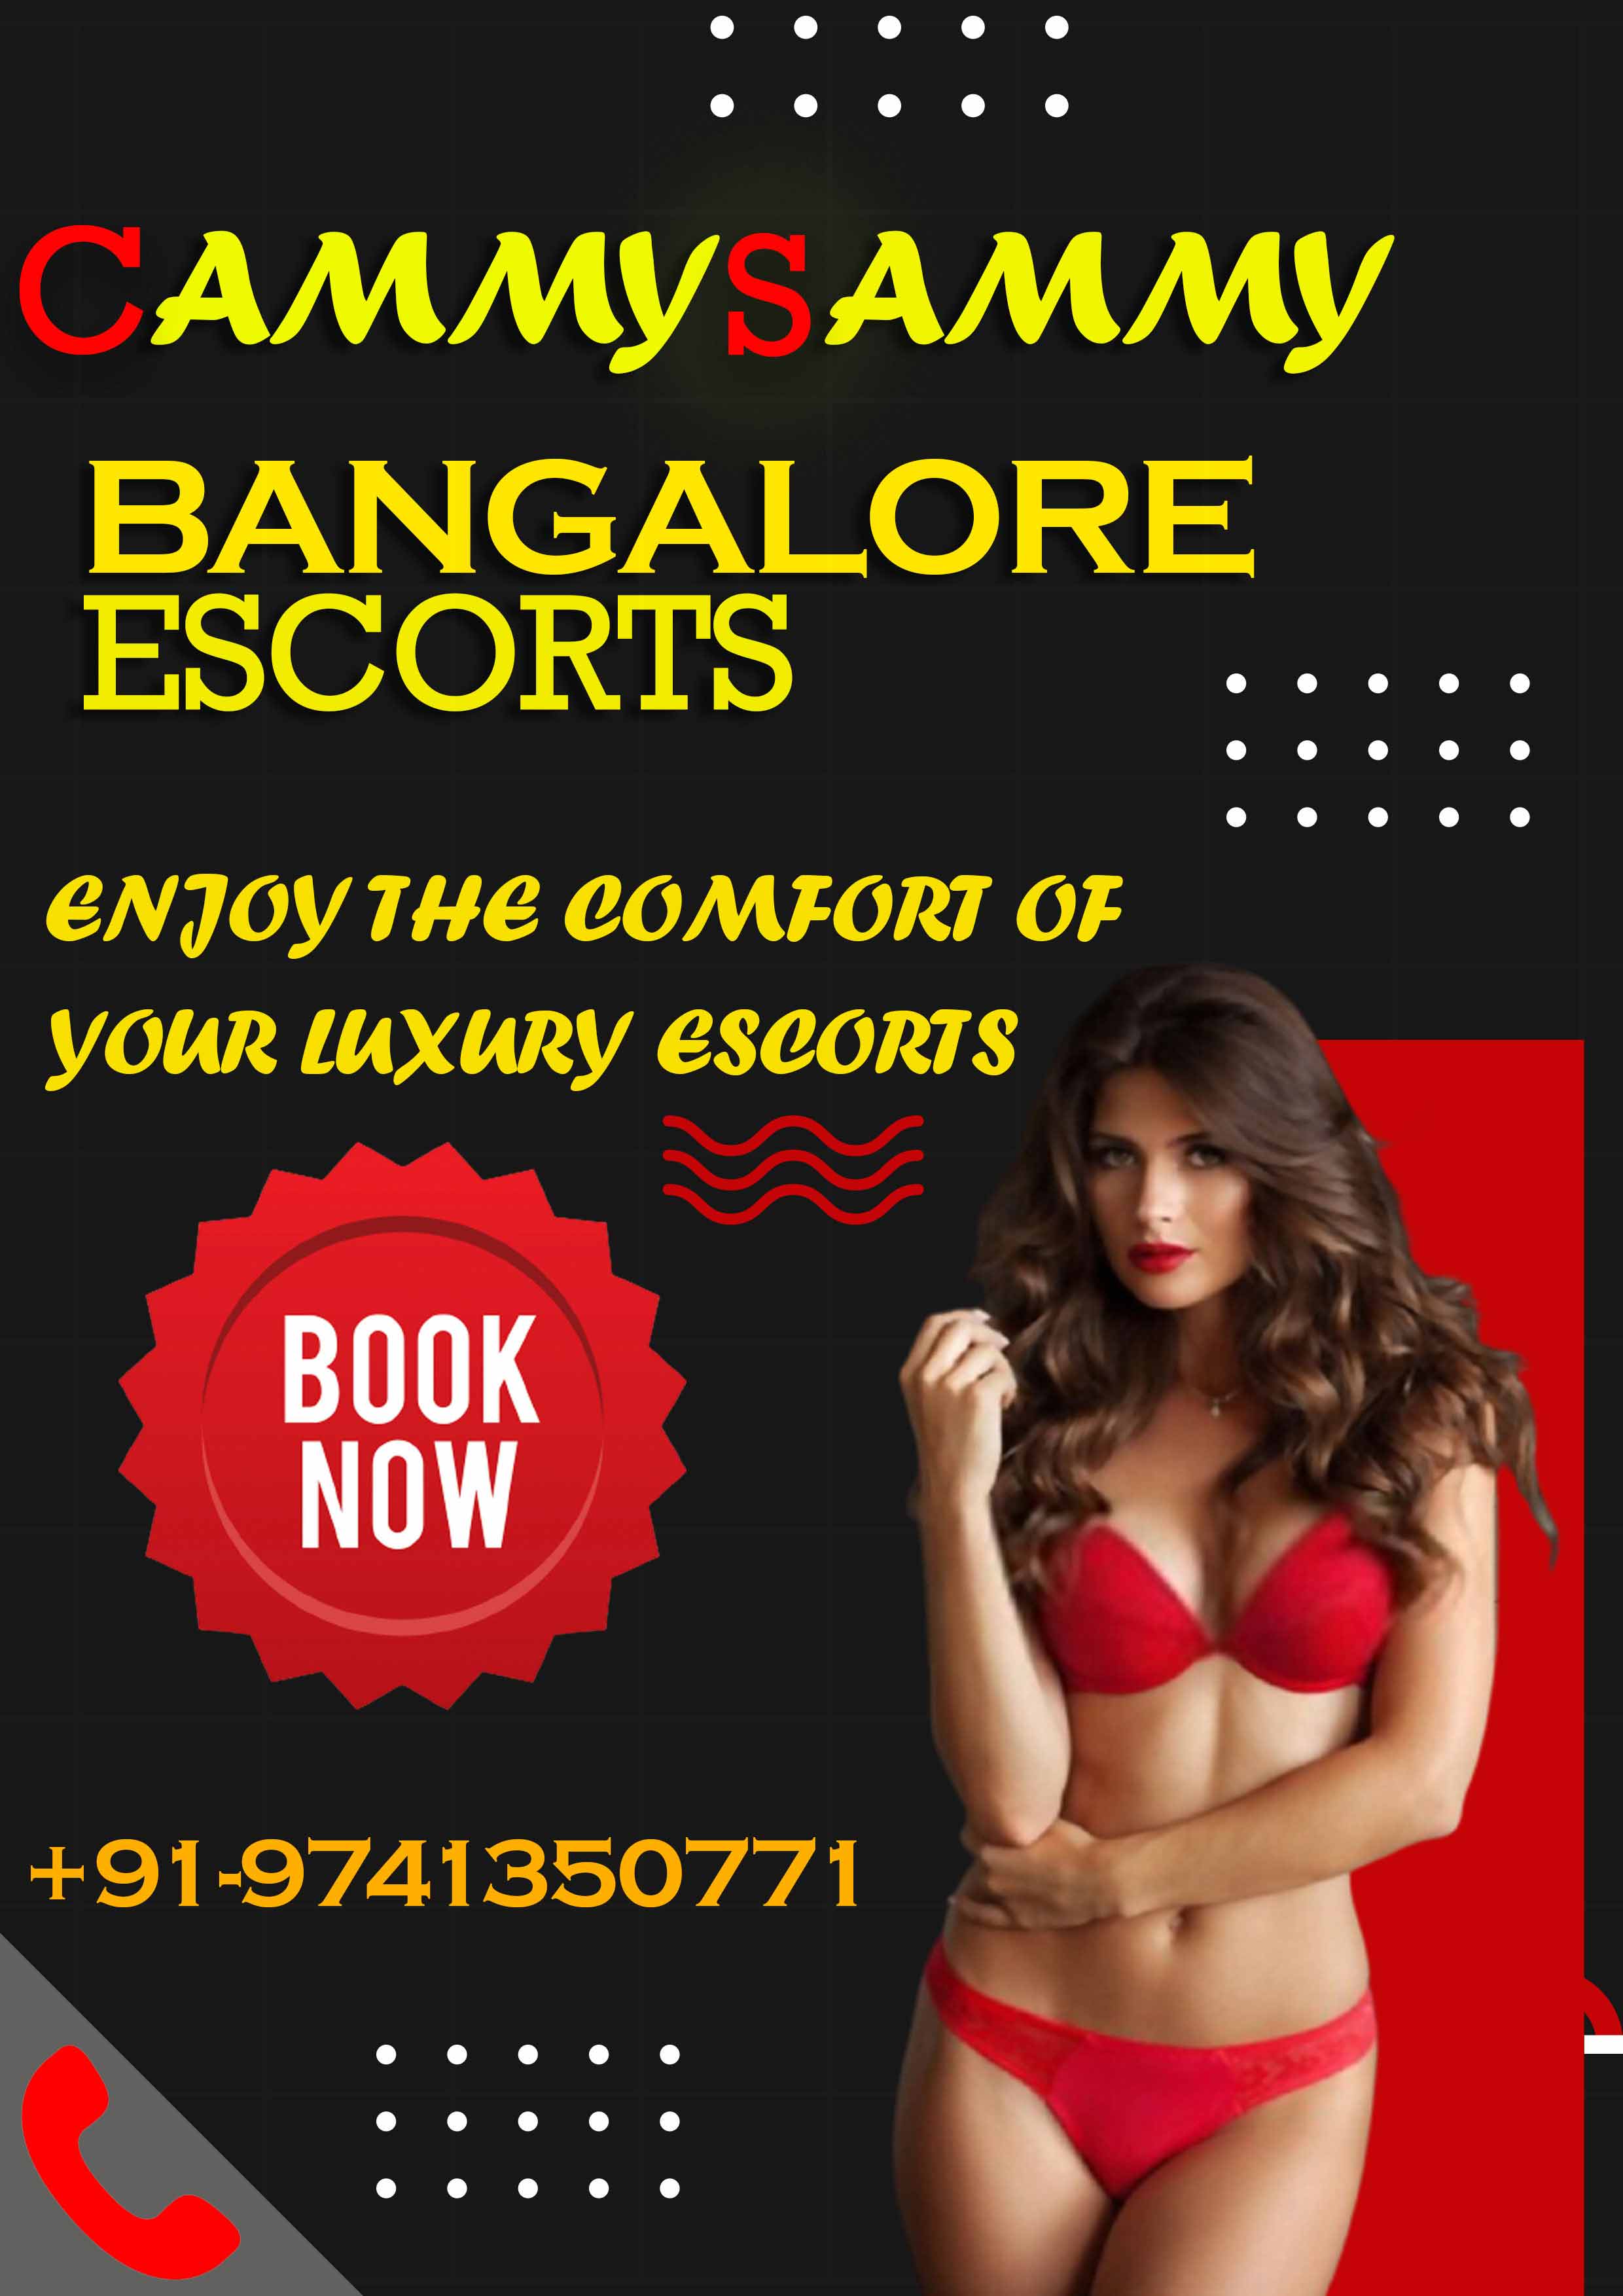 CAMMYSAMMY
BANGALORE
ESCORTS
ENJOY THE COMFORT OF
YOUR LUXURY ESCORTS
BOOK
NOW
+91-9741350771